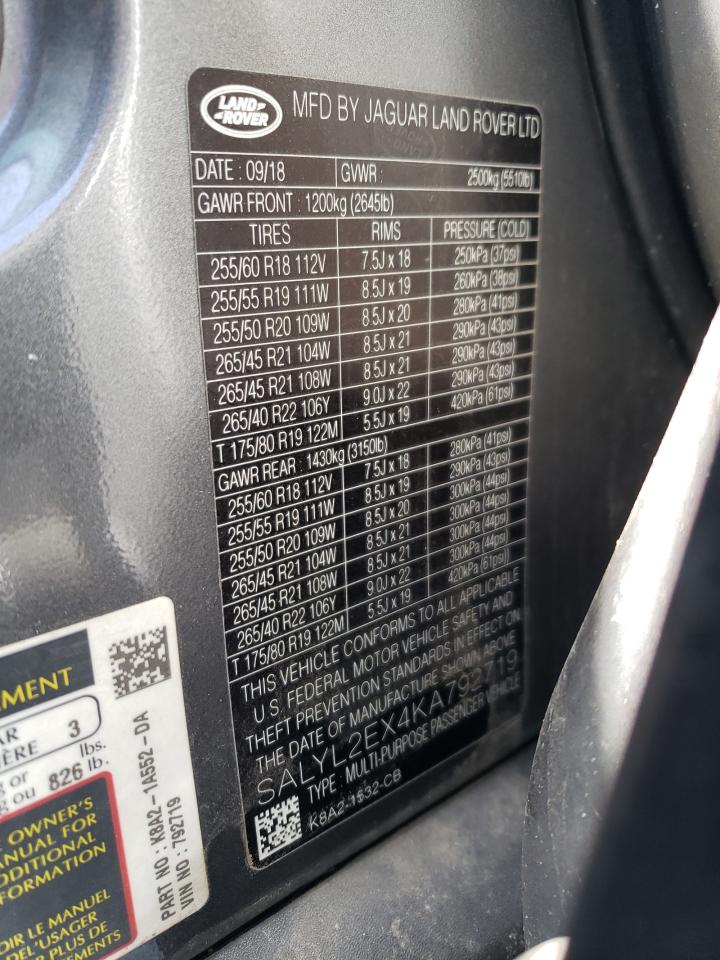 LAND ROVER
MFD BY JAGUAR LAND ROVER LTD
DATE : 09/18 GVWR : 2500kg (5510lb)
GAWR FRONT : 1200kg (2645lb)
TIRES RIMS PRESSURE (COLD)
255/60 R18 112V 7.5J x 18 250kPa (37psi)
255/55 R19 111W 8.5J x 19 260kPa (38psi)
255/50 R20 109W 8.5J x 20 280kPa (41psi)
265/45 R21 104W 8.5J x 21 290kPa (43psi)
265/45 R21 108W 8.5J x 21 290kPa (43psi)
265/40 R22 106Y 9.0J x 22 290kPa (43psi)
T 175/80 R19 122M 5.5J x 19 420kPa (61psi)
GAWR REAR : 1430kg (3150lb)
255/60 R18 112V 7.5J x 18 280kPa (41psi)
255/55 R19 111W 8.5J x 19 290kPa (43psi)
255/50 R20 109W 8.5J x 20 300kPa (44psi)
265/45 R21 104W 8.5J x 21 300kPa (44psi)
265/45 R21 108W 8.5J x 21 300kPa (44psi)
265/40 R22 106Y 9.0J x 22 300kPa (44psi)
T 175/80 R19 122M 5.5J x 19 420kPa (61psi)
THIS VEHICLE CONFORMS TO ALL APPLICABLE
U.S. FEDERAL MOTOR VEHICLE SAFETY AND
THEFT PREVENTION STANDARDS IN EFFECT ON
THE DATE OF MANUFACTURE SHOWN ABOVE
SALYL2EX4KA792719
TYPE : MULTI-PURPOSE PASSENGER VEHICLE
K8A2-1532-CB
3
lbs.
ou 826 lb.
OWNER'S
MANUAL FOR
ADDITIONAL
INFORMATION
LE MANUEL
DE L'USAGER
PLUS DE
PART NO : K8A2-1A552-DA
VIN NO : 792719